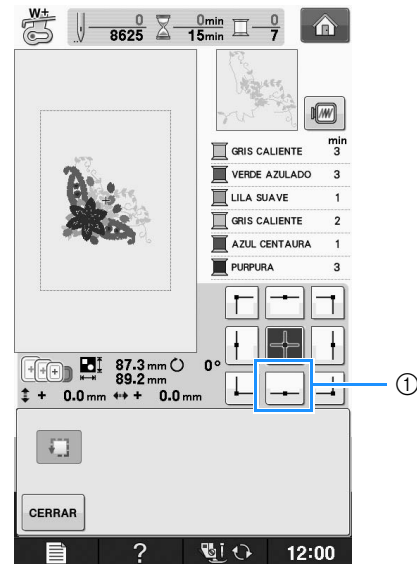 W+
0
8625
0min
15min
0
7
min
GRIS CALIENTE 3
VERDE AZULADO 3
LILA SUAVE 1
GRIS CALIENTE 2
AZUL CENTAURA 1
PURPURA 3
87.3 mm 0°
89.2 mm
+ 0.0 mm + 0.0 mm
①
CERRAR
? 12:00